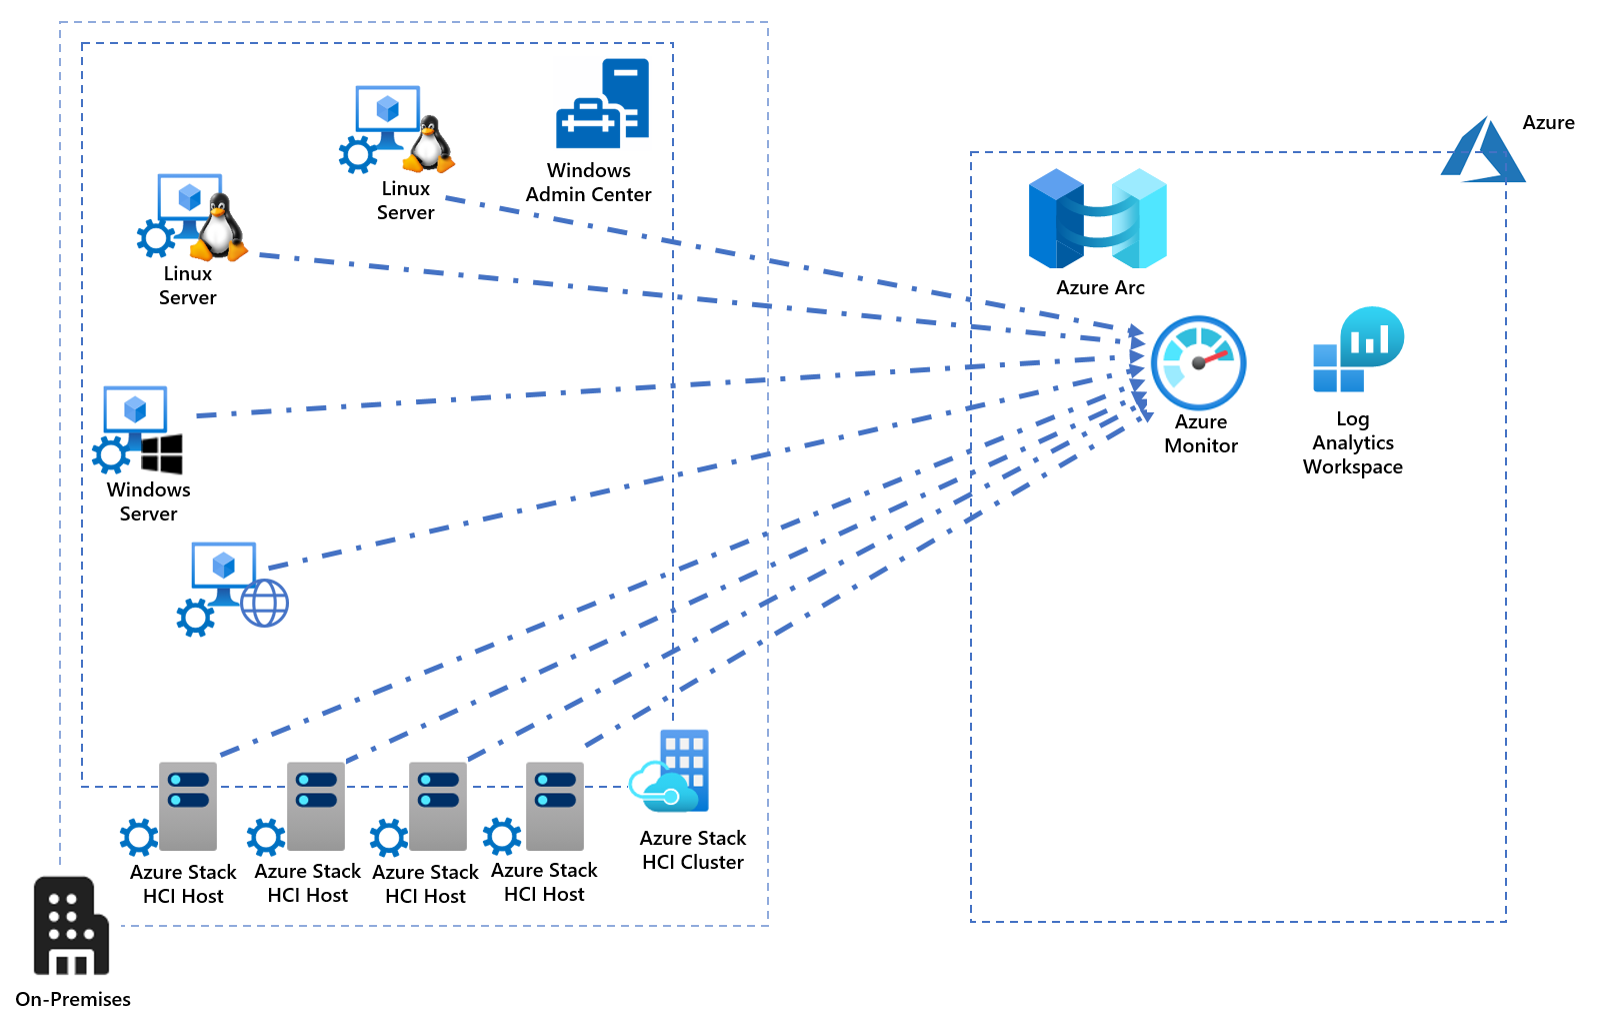 Azure
Windows
Admin Center
Linux
Server
Linux
Server
Azure Arc
Azure
Monitor
Log
Analytics
Workspace
Windows
Server
Azure Stack
HCI Cluster
Azure Stack
HCI Host
Azure Stack
HCI Host
Azure Stack
HCI Host
Azure Stack
HCI Host
On-Premises